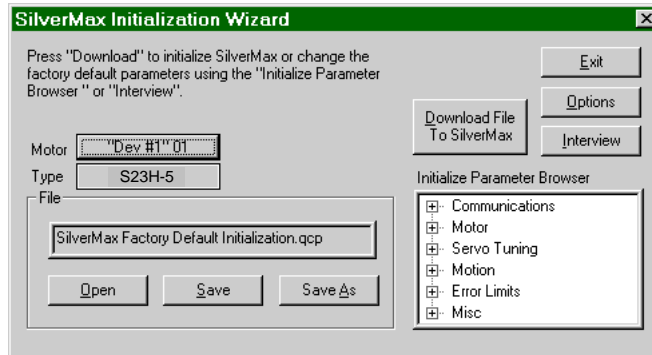 SilverMax Initialization Wizard
Press "Download" to initialize SilverMax or change the
factory default parameters using the "Initialize Parameter
Browser " or "Interview".
Exit
Options
Download File
To SilverMax
Interview
Motor "Dev #1" 01
Type S23H-5
File
SilverMax Factory Default Initialization.qcp
Open Save Save As
Initialize Parameter Browser
Communications
Motor
Servo Tuning
Motion
Error Limits
Misc